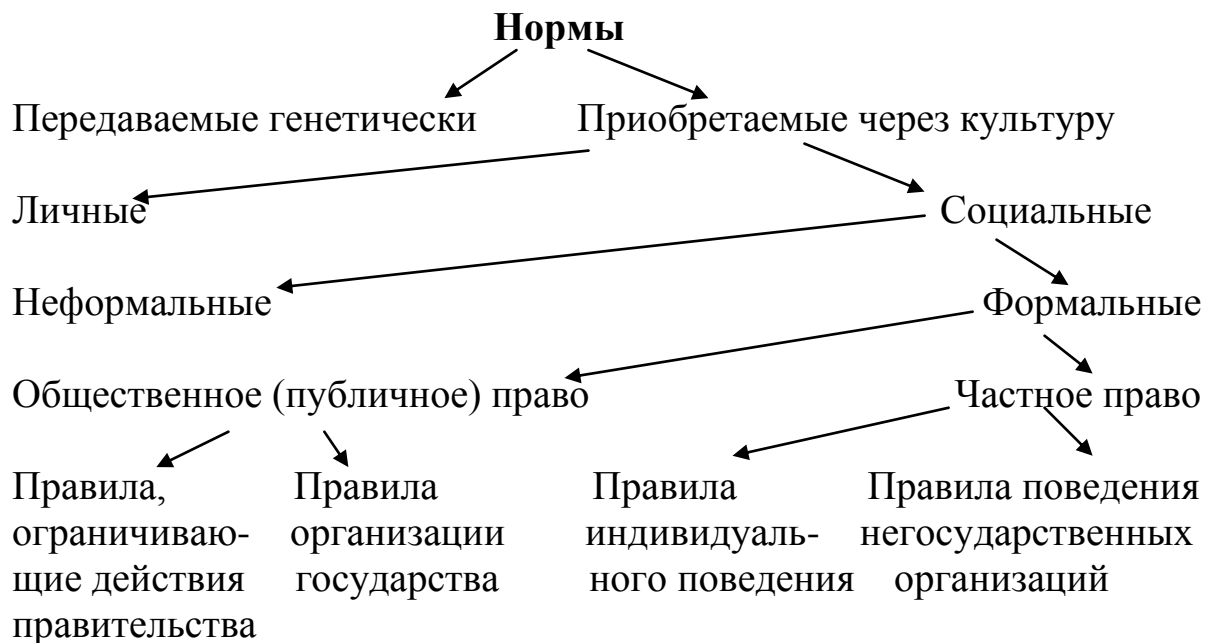 Нормы
Передаваемые генетически Приобретаемые через культуру
Личные Социальные
Неформальные Формальные
Общественное (публичное) право Частное право
Правила, Правила Правила Правила поведения
ограничиваю- организации индивидуаль- негосударственных
щие действия государства ного поведения организаций
правительства